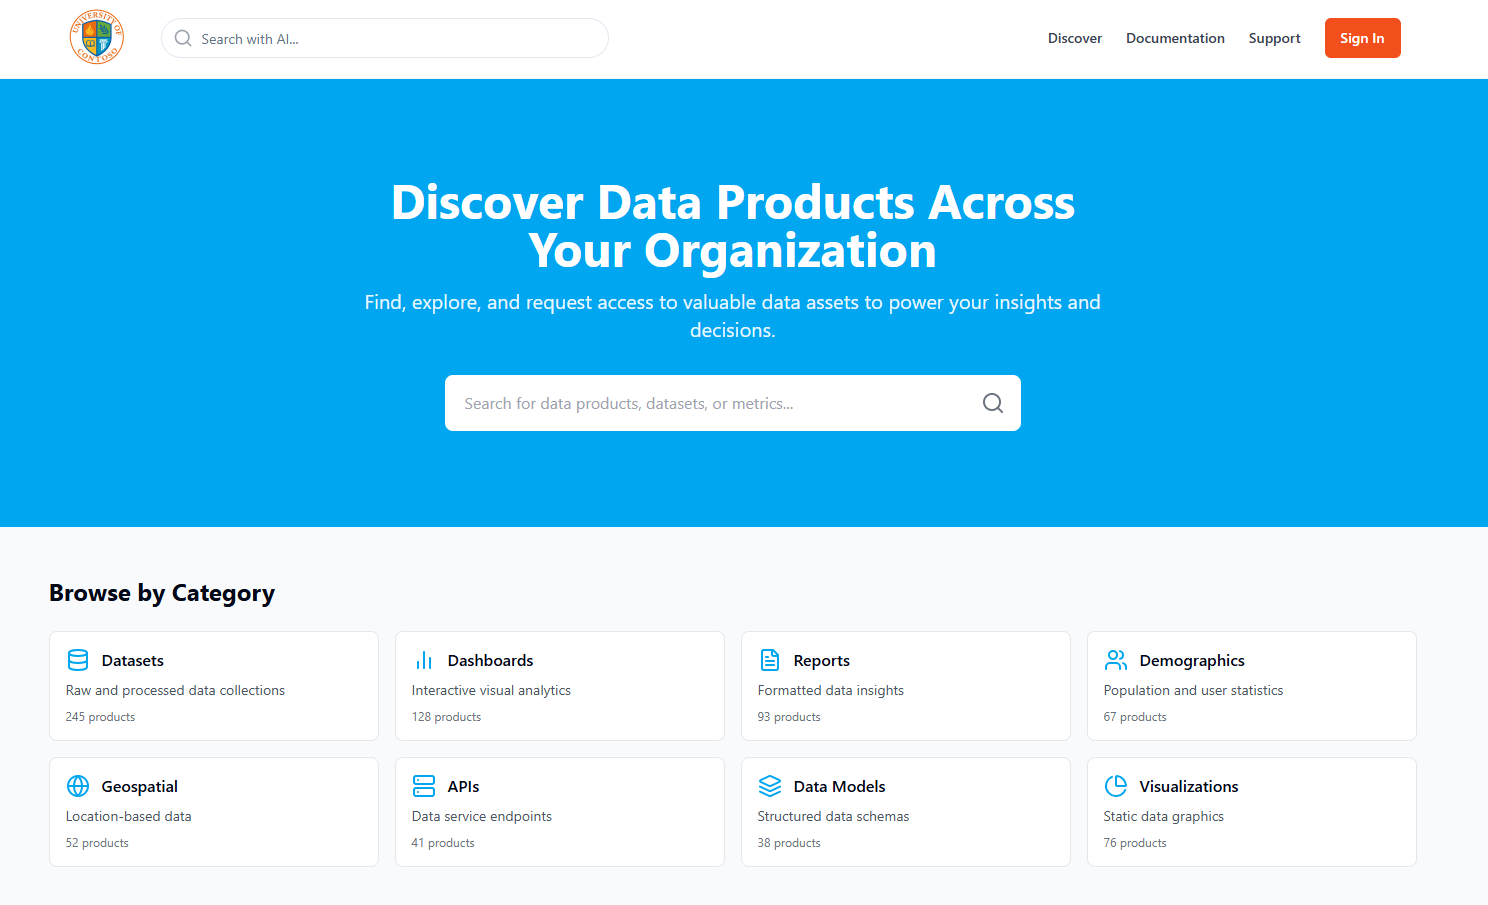 UNIVERSITY OF
CON FOSO
Search with AI...
Discover
Documentation
Support
Sign In
Discover Data Products Across
Your Organization
Find, explore, and request access to valuable data assets to power your insights and
decisions.
Search for data products, datasets, or metrics...
Browse by Category
Datasets
Raw and processed data collections
245 products
Dashboards
Interactive visual analytics
128 products
Reports
Formatted data insights
93 products
Demographics
Population and user statistics
67 products
Geospatial
Location-based data
52 products
APIs
Data service endpoints
41 products
Data Models
Structured data schemas
38 products
Visualizations
Static data graphics
76 products